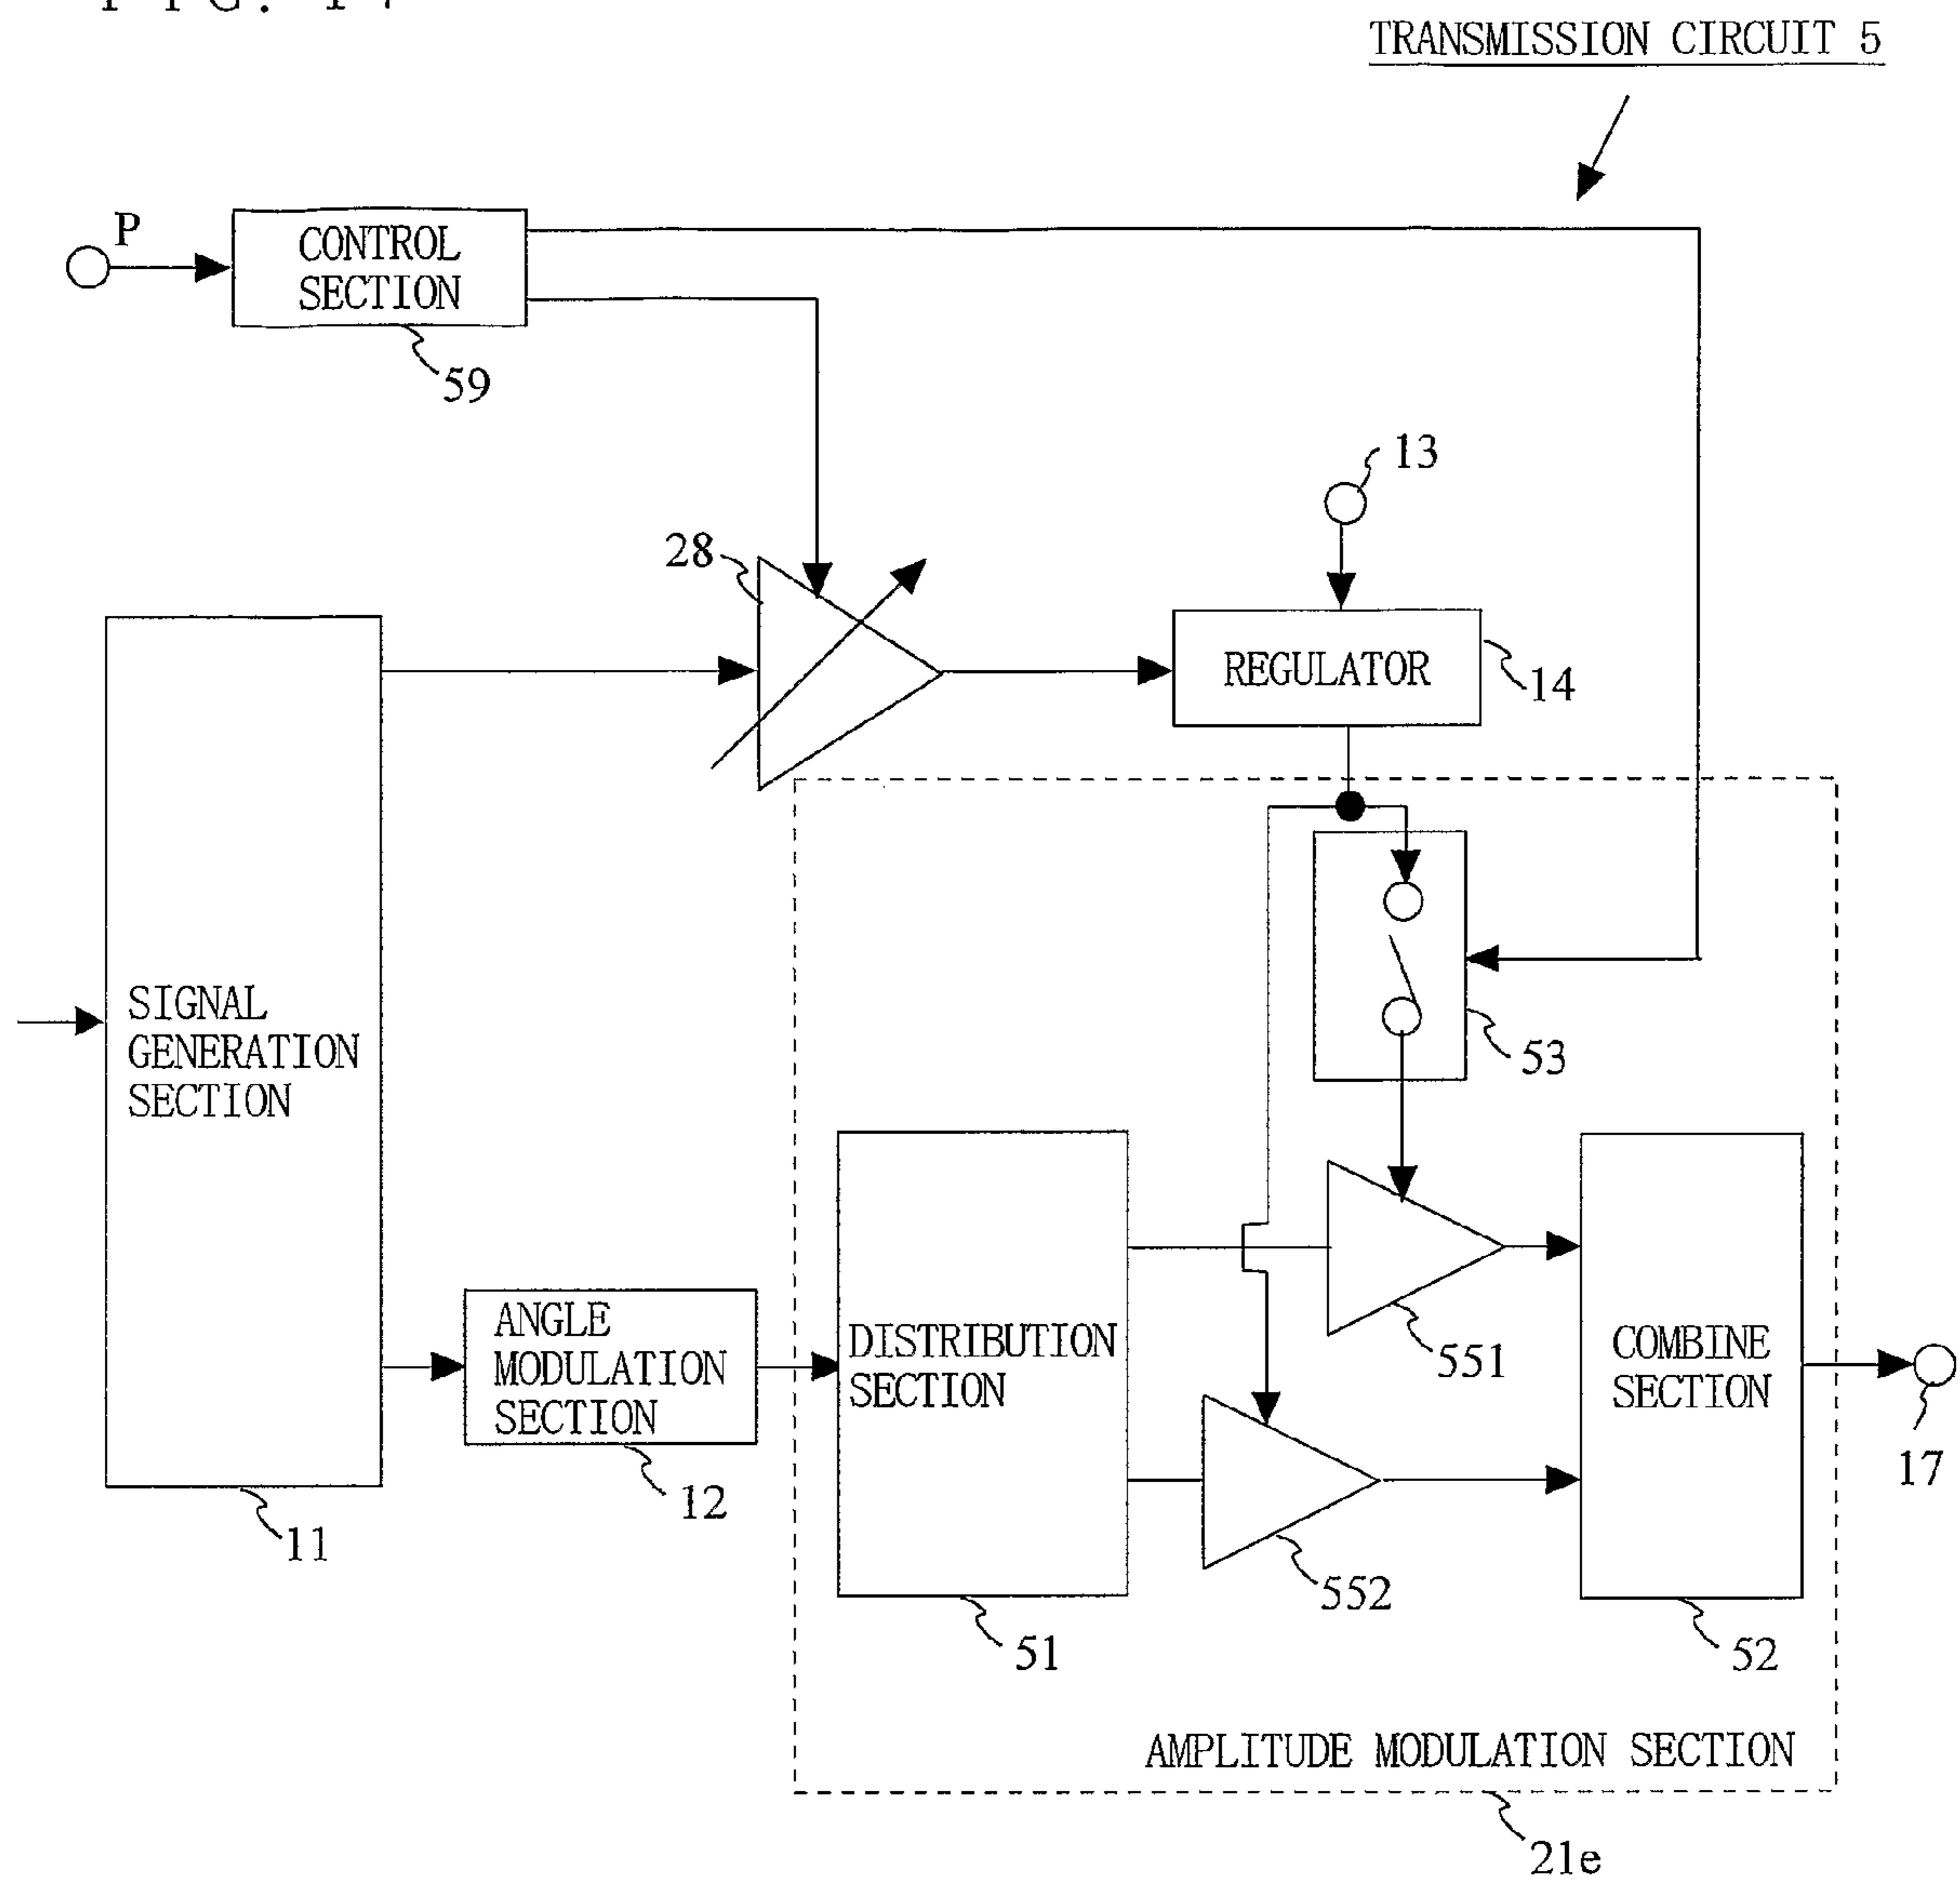 TRANSMISSION CIRCUIT 5
P
CONTROL
SECTION
59
13
28
REGULATOR
14
SIGNAL
GENERATION
SECTION
53
ANGLE
MODULATION
SECTION
DISTRIBUTION
SECTION
551
COMBINE
SECTION
17
12
11
552
51
52
AMPLITUDE MODULATION SECTION
21e